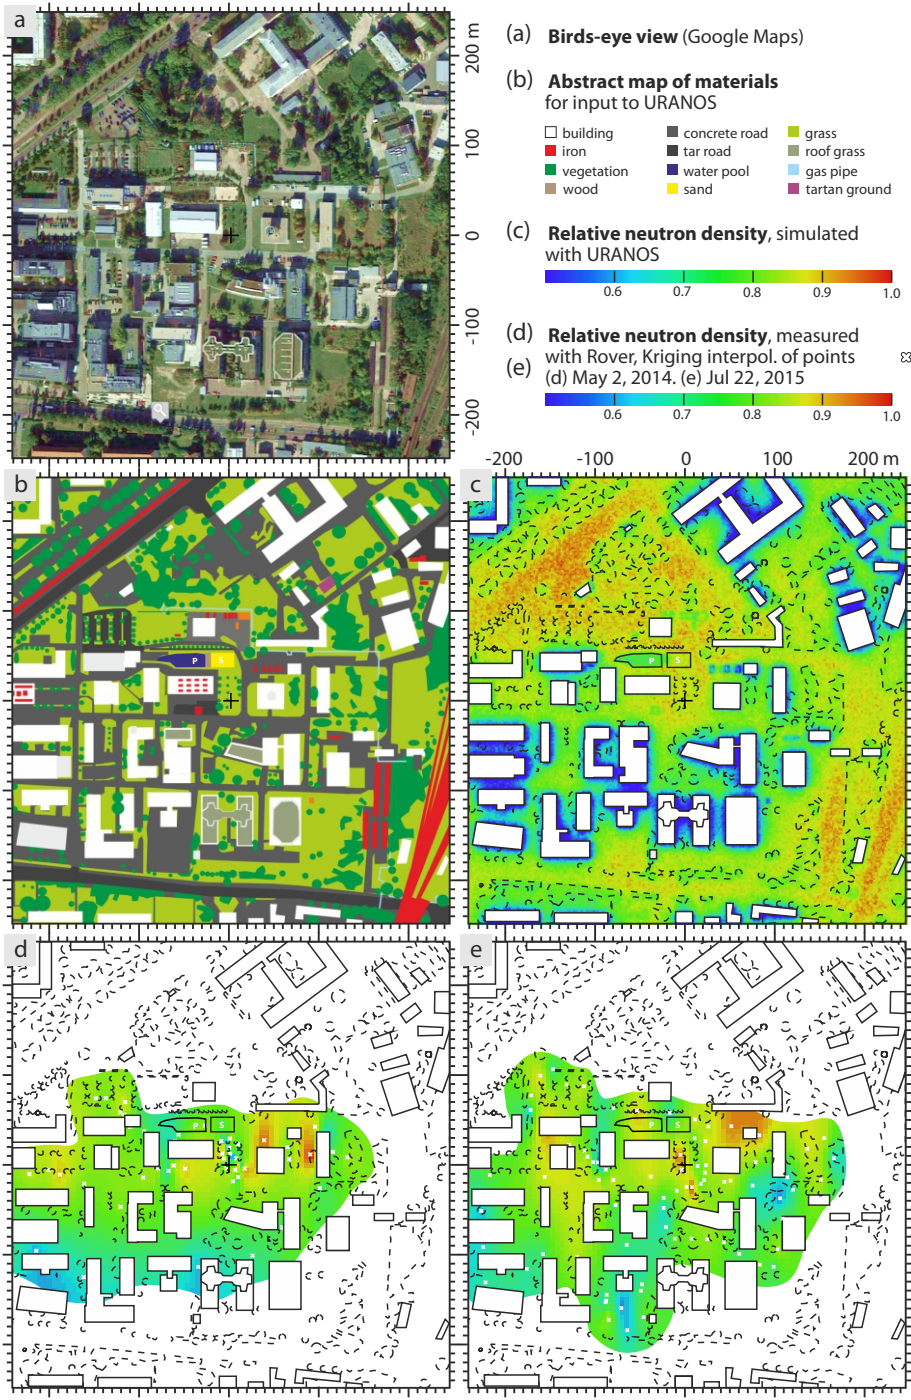 a
200 m
100
0
-100
-200
(a) Birds-eye view (Google Maps)
(b) Abstract map of materials
for input to URANOS
building concrete road grass
iron tar road roof grass
vegetation water pool gas pipe
wood sand tartan ground
(c) Relative neutron density, simulated
with URANOS
0.6 0.7 0.8 0.9 1.0
(d) Relative neutron density, measured
(e) with Rover, Kriging interpol. of points
(d) May 2, 2014. (e) Jul 22, 2015
0.6 0.7 0.8 0.9 1.0
-200 -100 0 100 200 m
b
P S
c
P S
d
P S
e
P S